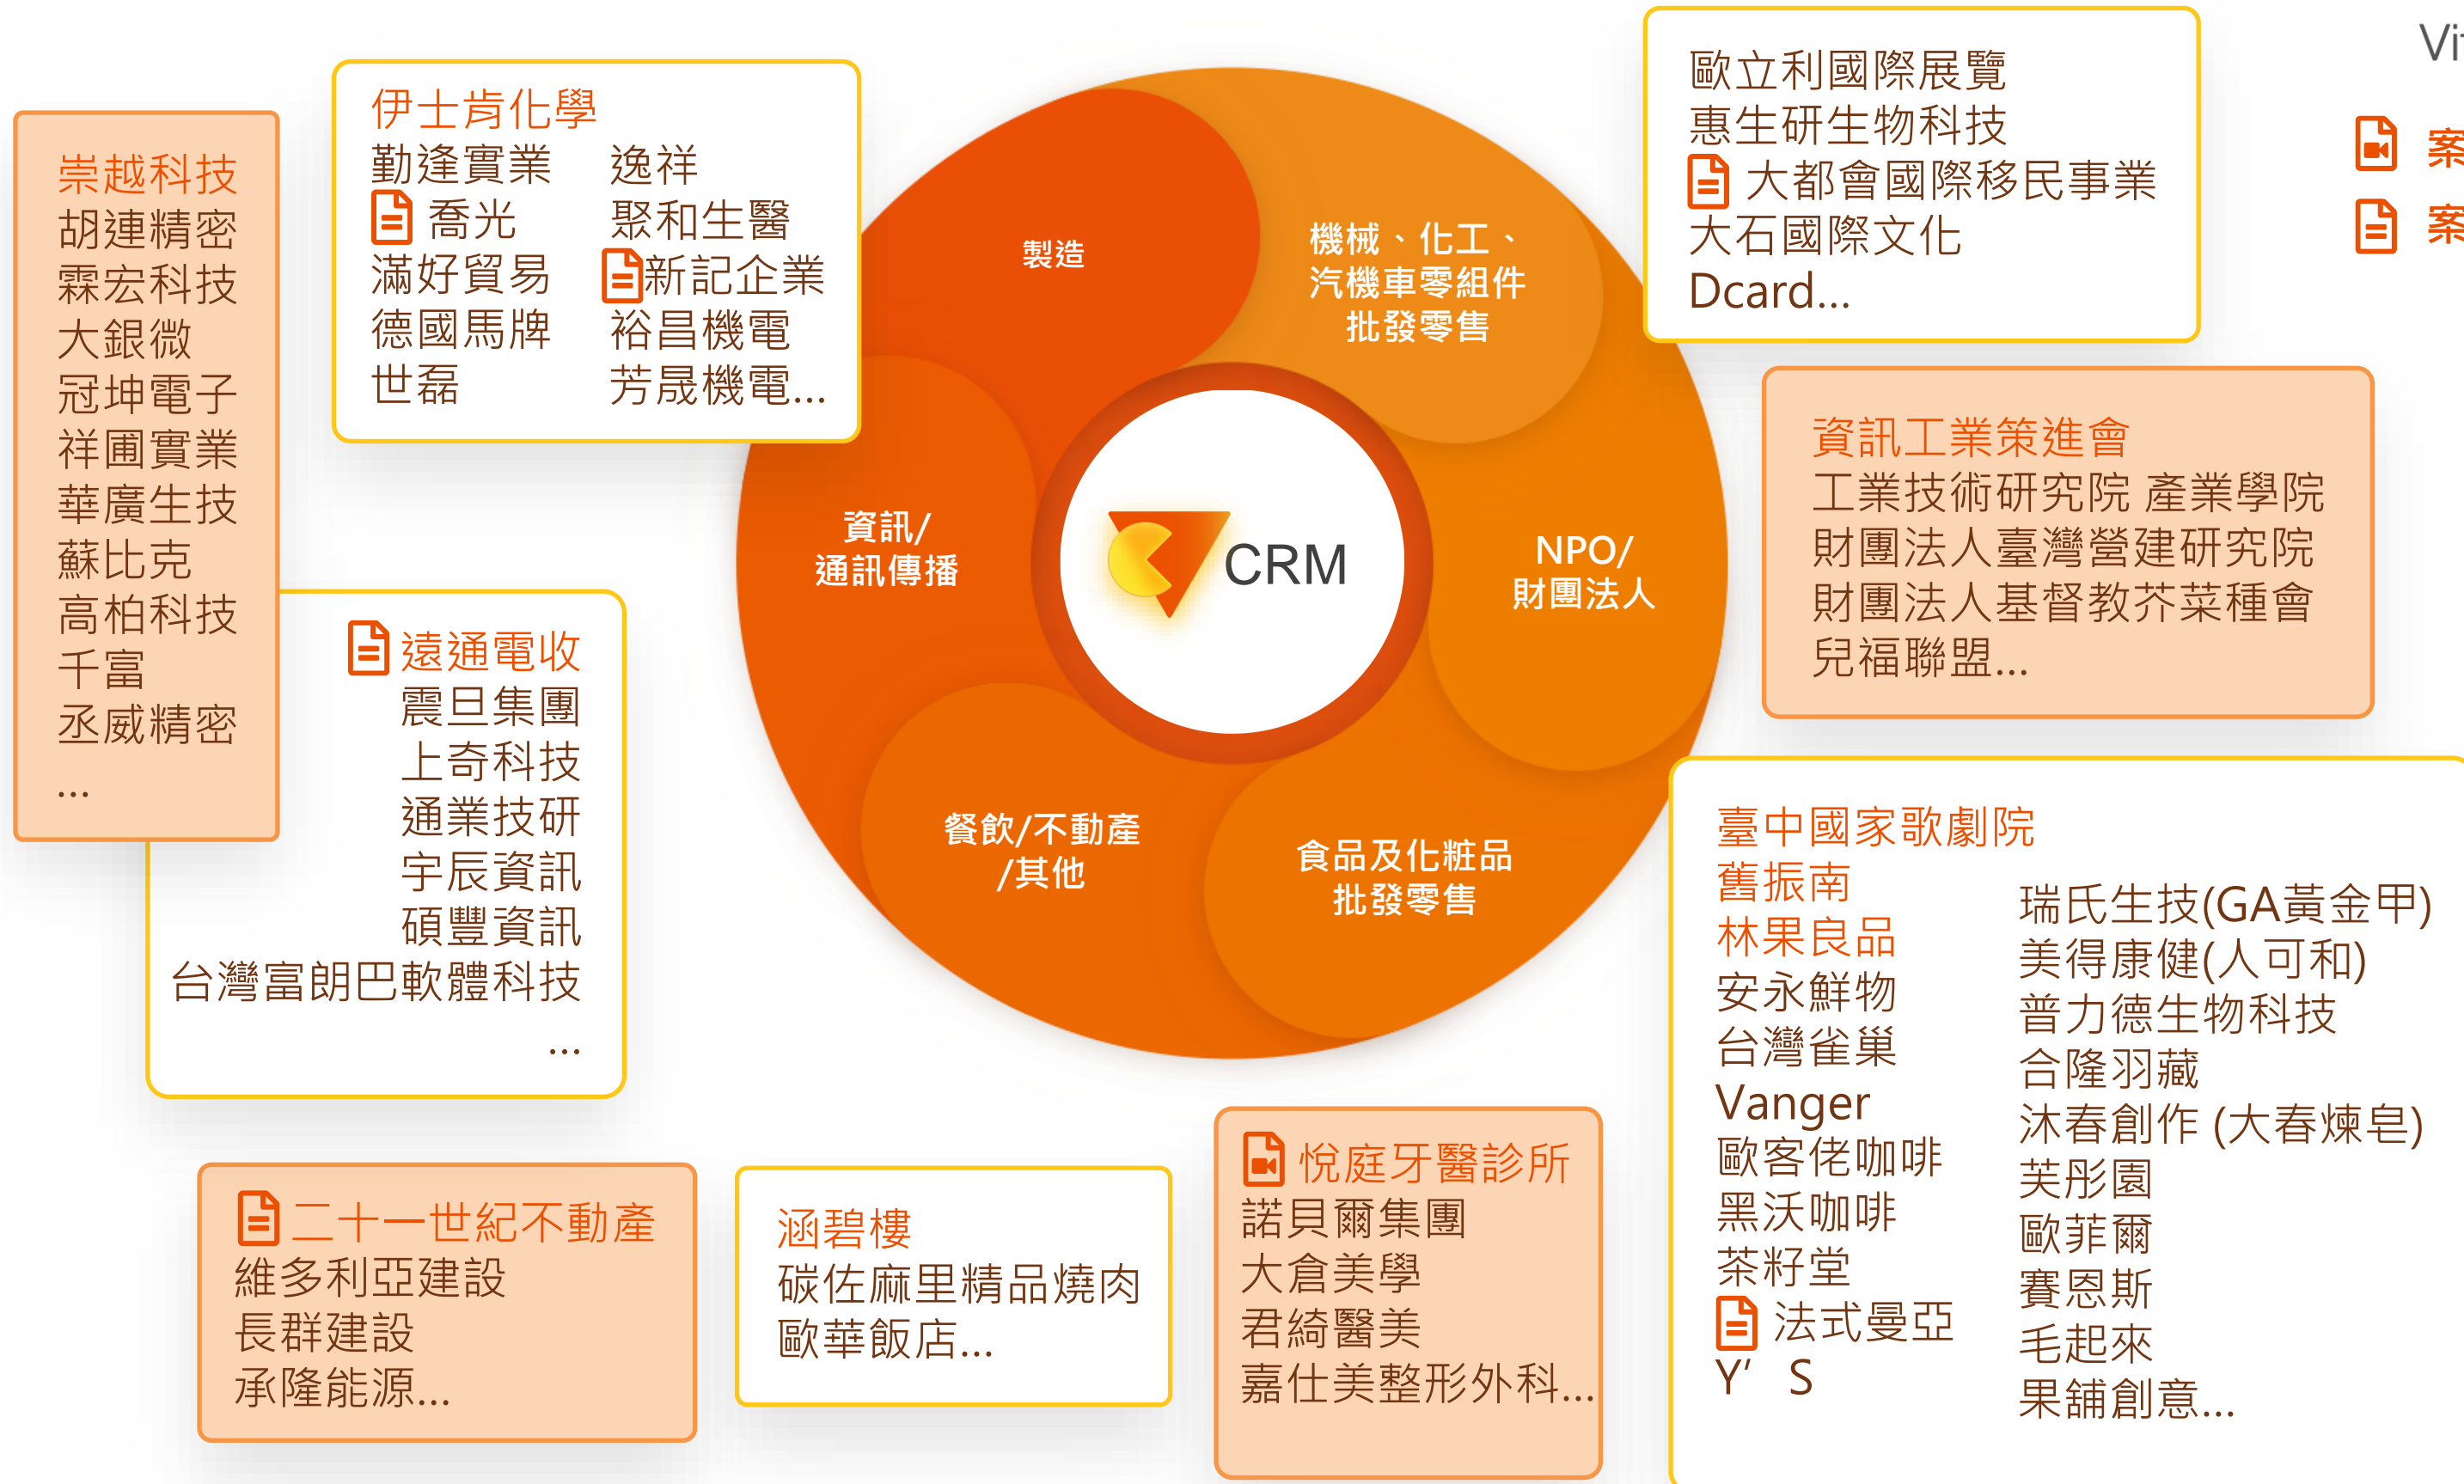 崇越科技
胡連精密
霖宏科技
大銀微
冠坤電子
祥圃實業
華廣生技
蘇比克
高柏科技
千富
丞威精密
...
伊士肯化學
勤逢實業
喬光
滿好貿易
德國馬牌
世磊
逸祥
聚和生醫
新記企業
裕昌機電
芳晟機電...
歐立利國際展覽
惠生研生物科技
大都會國際移民事業
大石國際文化
Dcard...
製造
機械、化工、
汽機車零組件
批發零售
資訊/
通訊傳播
CRM
NPO/
財團法人
餐飲/不動產
/其他
食品及化粧品
批發零售
資訊工業策進會
工業技術研究院 產業學院
財團法人臺灣營建研究院
財團法人基督教芥菜種會
兒福聯盟...
遠通電收
震旦集團
上奇科技
通業技研
宇辰資訊
碩豐資訊
台灣富朗巴軟體科技
...
臺中國家歌劇院
舊振南
林果良品
安永鮮物
台灣雀巢
Vanger
歐客佬咖啡
黑沃咖啡
茶籽堂
法式曼亞
Y' S
瑞氏生技(GA黃金甲)
美得康健(人可和)
普力德生物科技
合隆羽藏
沐春創作 (大春煉皂)
芙彤園
歐菲爾
賽恩斯
毛起來
果舖創意...
二十一世紀不動產
維多利亞建設
長群建設
承隆能源...
涵碧樓
碳佐麻里精品燒肉
歐華飯店...
悅庭牙醫診所
諾貝爾集團
大倉美學
君綺醫美
嘉仕美整形外科...